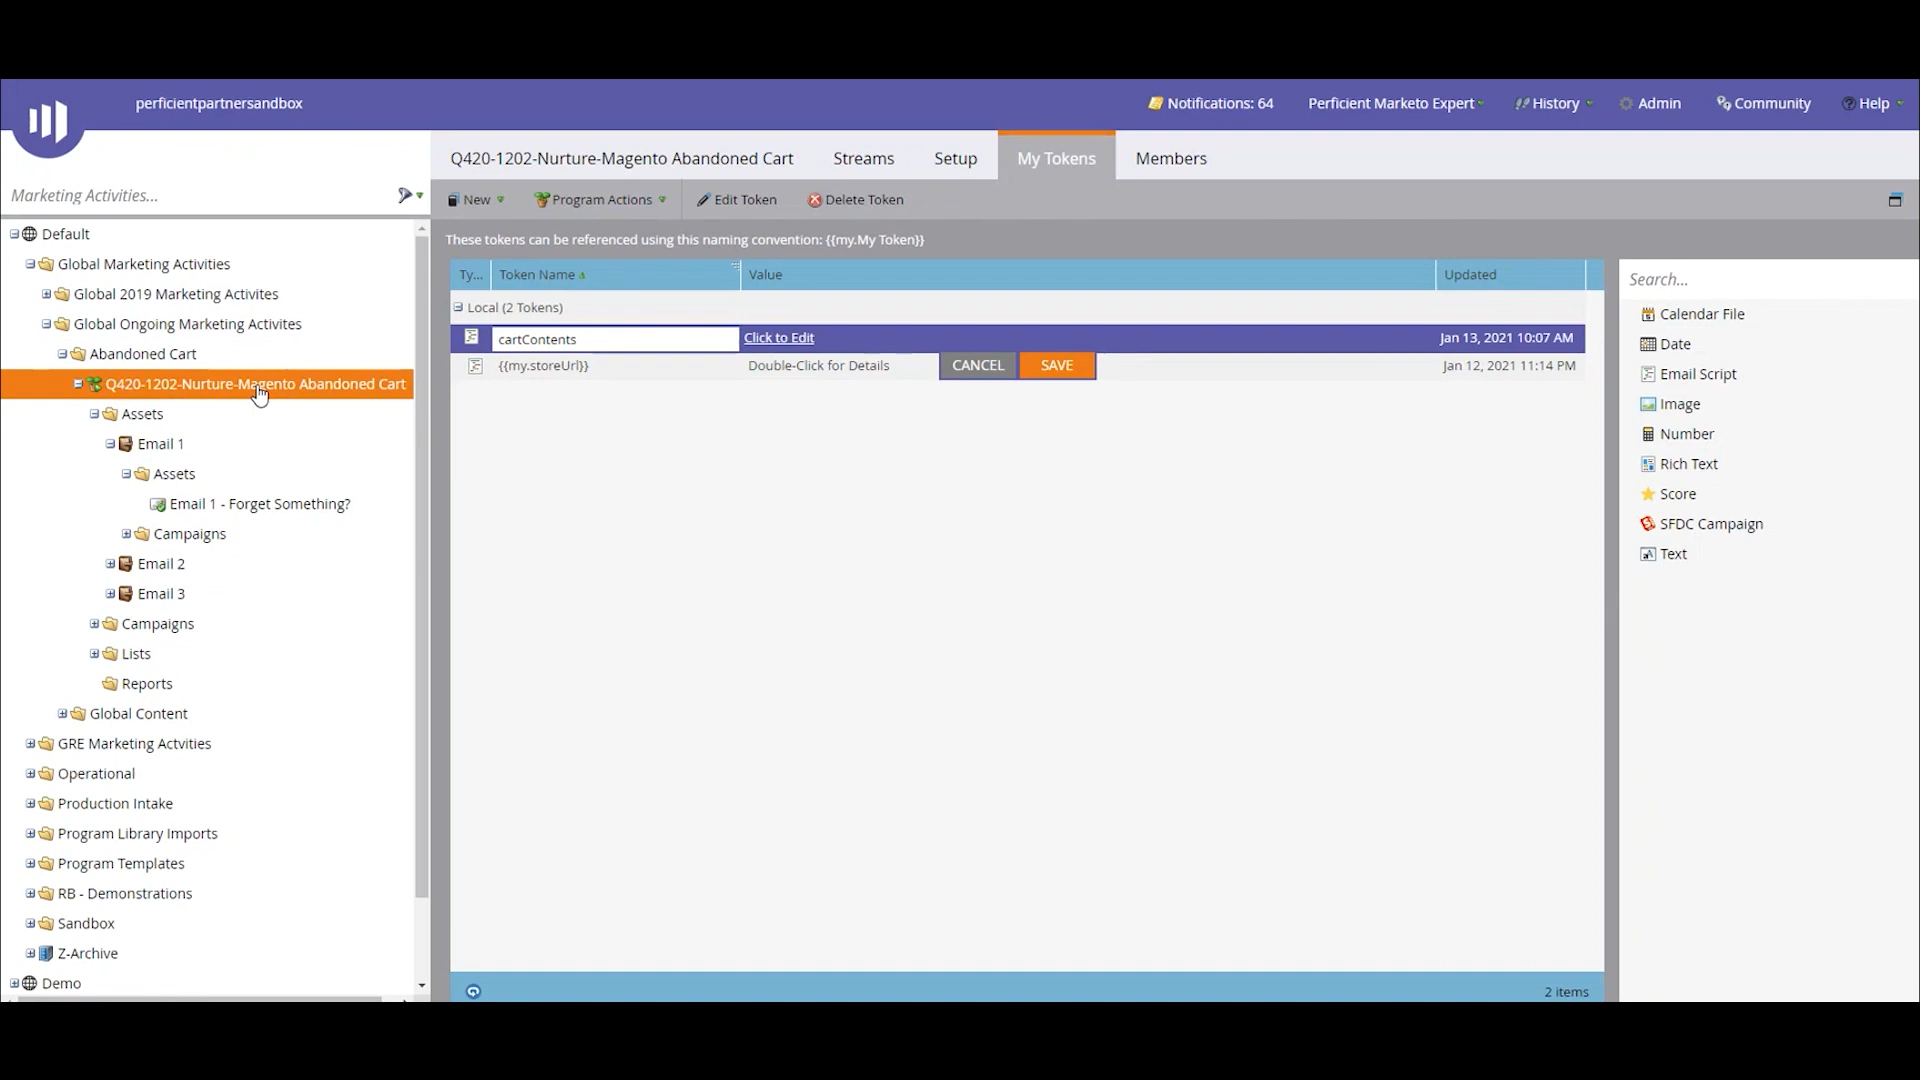 perficientpartnersandbox
Notifications: 64
Perficient Marketo Expert
History
Admin
Community
Help
Marketing Activities...
Default
Global Marketing Activities
Global 2019 Marketing Activites
Global Ongoing Marketing Activites
Abandoned Cart
Q420-1202-Nurture-Magento Abandoned Cart
Assets
Email 1
Assets
Email 1 - Forget Something?
Campaigns
Email 2
Email 3
Campaigns
Lists
Reports
Global Content
GRE Marketing Actvities
Operational
Production Intake
Program Library Imports
Program Templates
RB - Demonstrations
Sandbox
Z-Archive
Demo
Q420-1202-Nurture-Magento Abandoned Cart
Streams
Setup
My Tokens
Members
New
Program Actions
Edit Token
Delete Token
These tokens can be referenced using this naming convention: {{my.My Token}}
Ty...
Token Name
Value
Updated
Local (2 Tokens)
cartContents
Click to Edit
Jan 13, 2021 10:07 AM
{{my.storeUrl}}
Double-Click for Details
CANCEL
SAVE
Jan 12, 2021 11:14 PM
2 items
Search...
Calendar File
Date
Email Script
Image
Number
Rich Text
Score
SFDC Campaign
Text